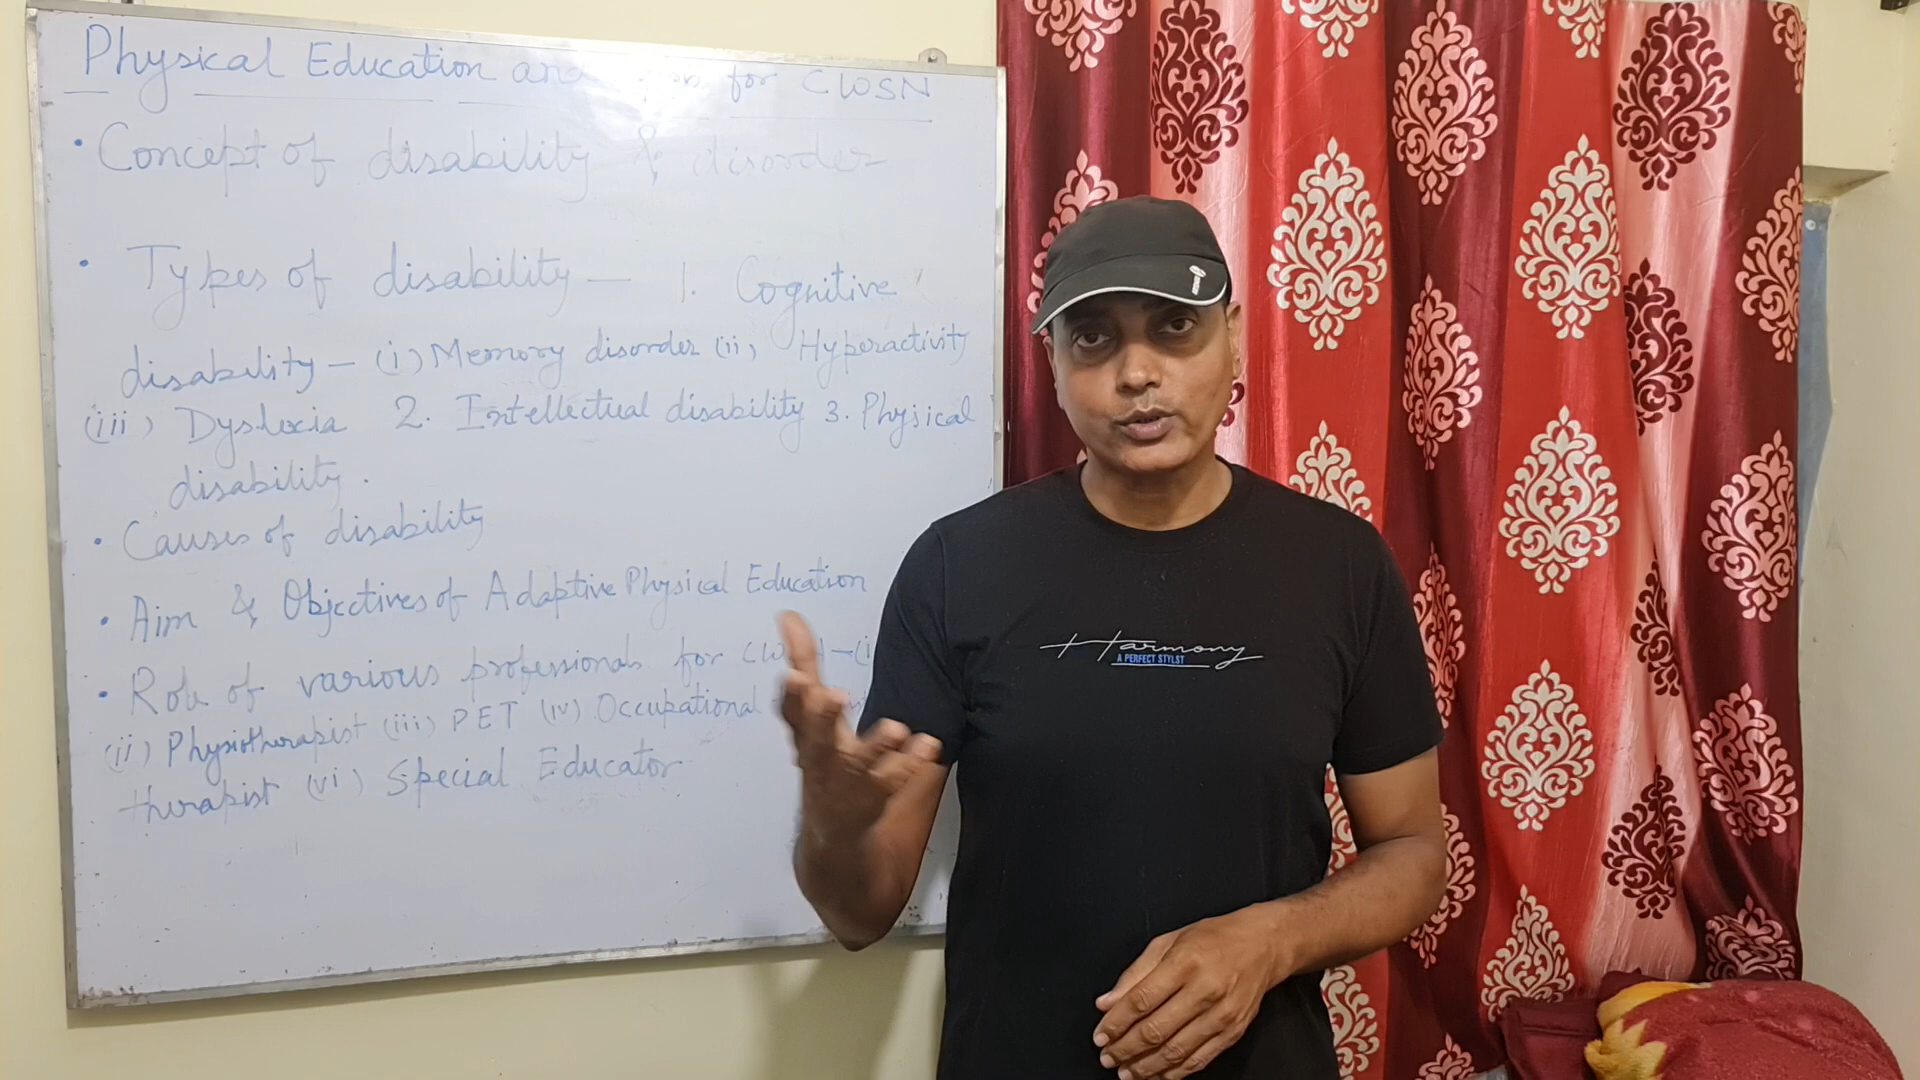 Physical Education and for CWSN
• Concept of disability & disorder
• Types of disability — 1. Cognitive
disability — (i) Memory disorder (ii) Hyperactivity
(iii) Dyslexia 2. Intellectual disability 3. Physical
disability.
• Causes of disability
• Aim & Objectives of Adaptive Physical Education
• Role of various professionals for (i
(ii) Physiotherapist (iii) PET (iv) Occupational
therapist (vi) Special Educator
Harmony
A PERFECT STYLST